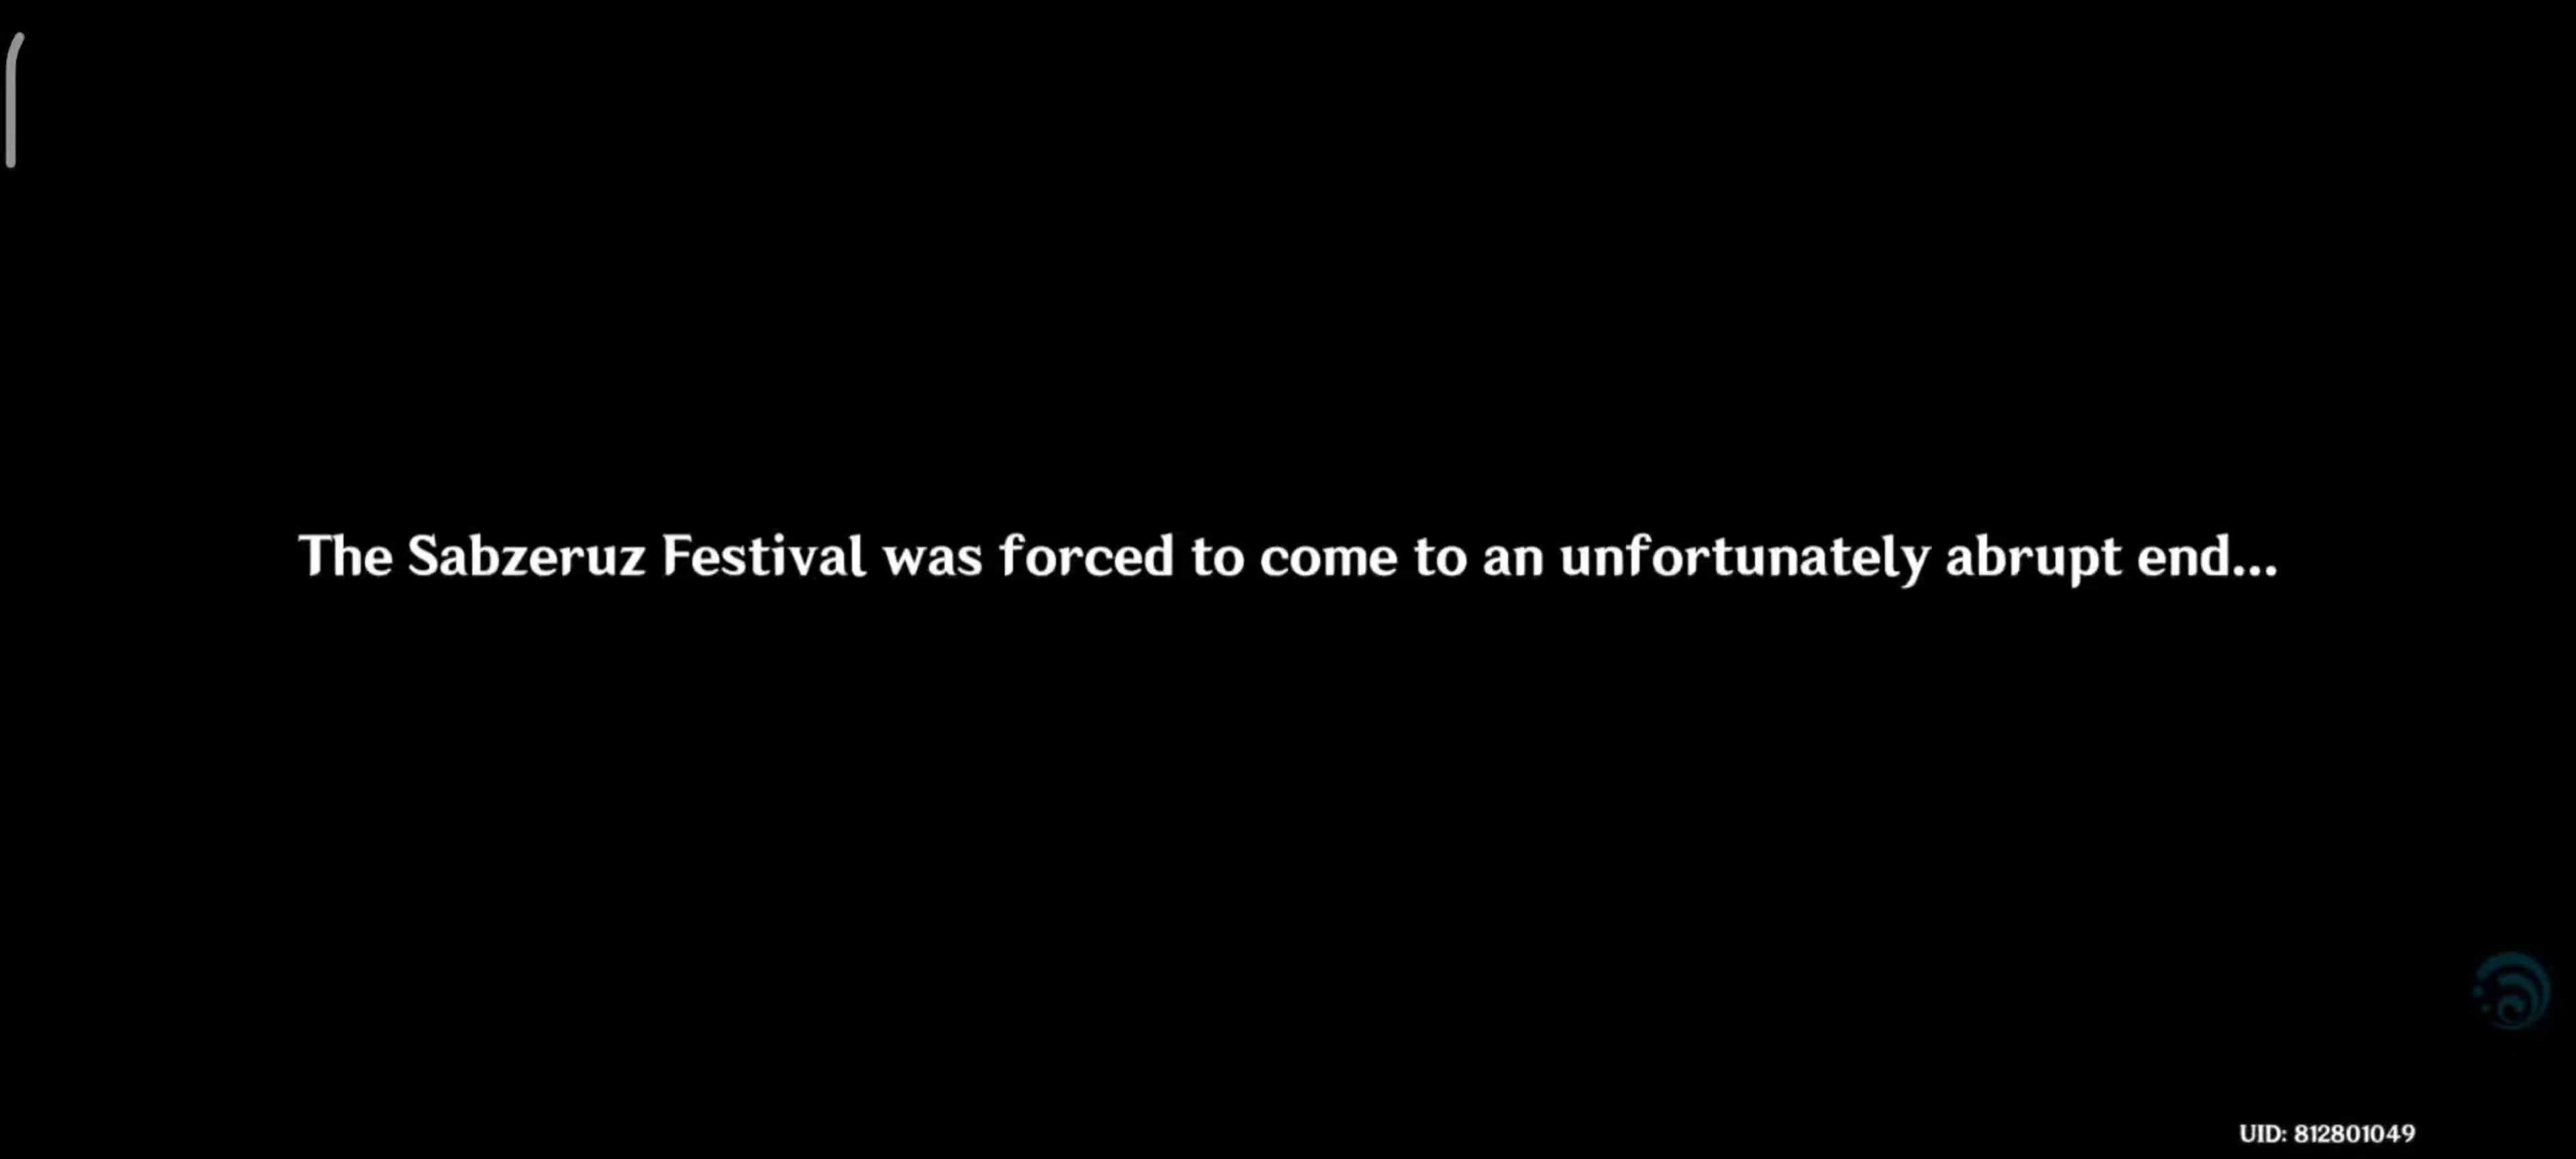 The Sabzeruz Festival was forced to come to an unfortunately abrupt end...
UID: 812801049